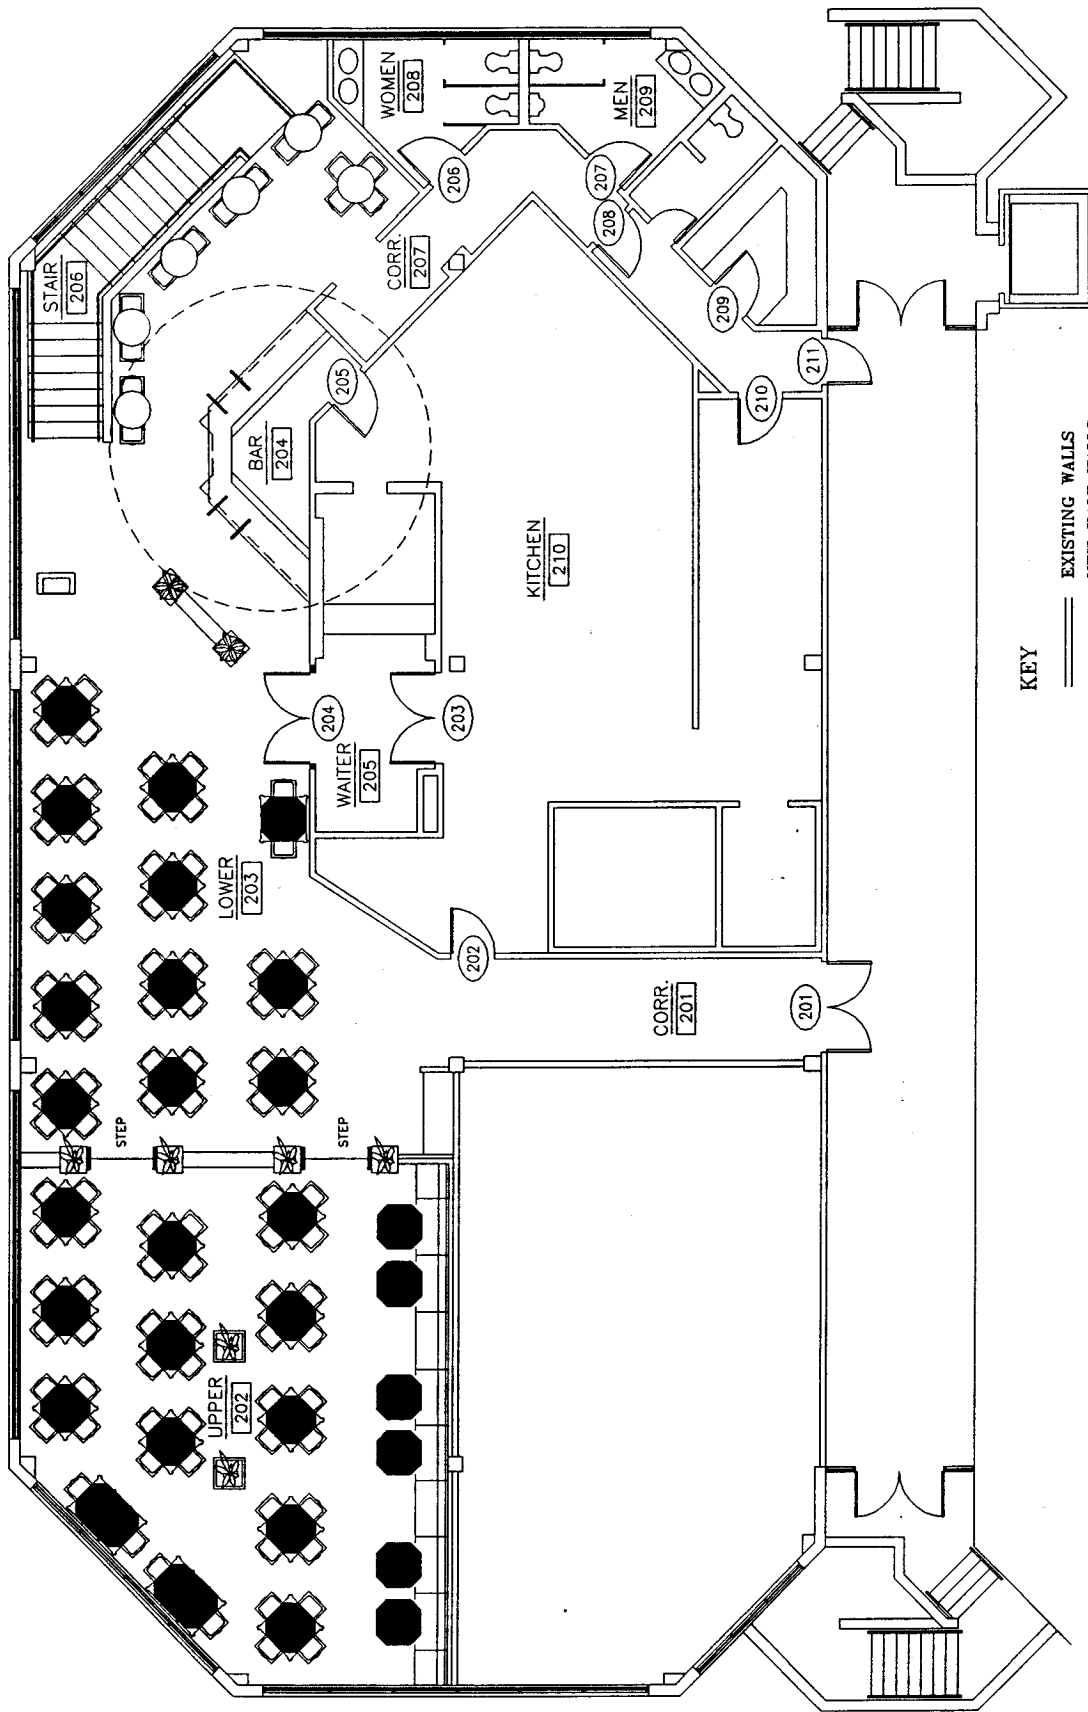 STAIR
206
WOMEN
208
MEN
209
206
207
208
CORR.
207
209
211
210
205
BAR
204
KITCHEN
210
204
203
WAITER
205
LOWER
203
202
CORR.
201
201
STEP
STEP
UPPER
202
KEY
EXISTING WALLS